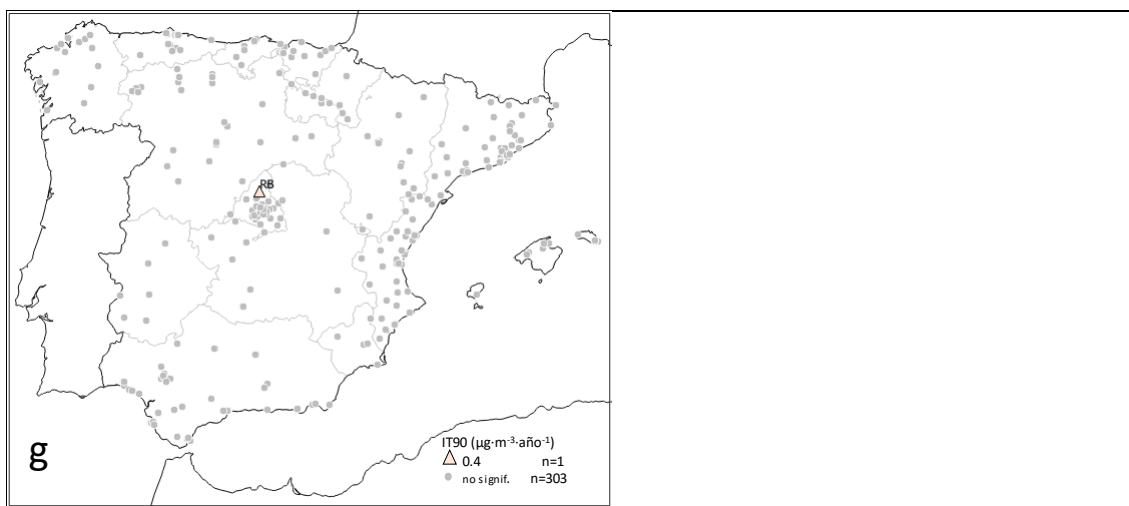 RB
g
IT90 (µg·m⁻³·año⁻¹)
0.4 n=1
no signif. n=303